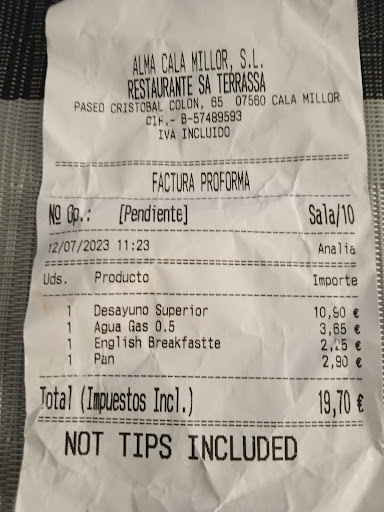 ALMA CALA MILLOR, S.L.
RESTAURANTE SA TERRASSA
PASEO CRISTOBAL COLON, 65 07560 CALA MILLOR
CIF.- B-57489593
IVA INCLUIDO
FACTURA PROFORMA
Nº Op.: [Pendiente] Sala/10
12/07/2023 11:23 Analia
Uds. Producto Importe
1 Desayuno Superior 10,90 €
1 Agua Gas 0.5 3,65 €
1 English Breakfastte 2,25 €
1 Pan 2,90 €
Total (Impuestos Incl.) 19,70 €
NOT TIPS INCLUDED